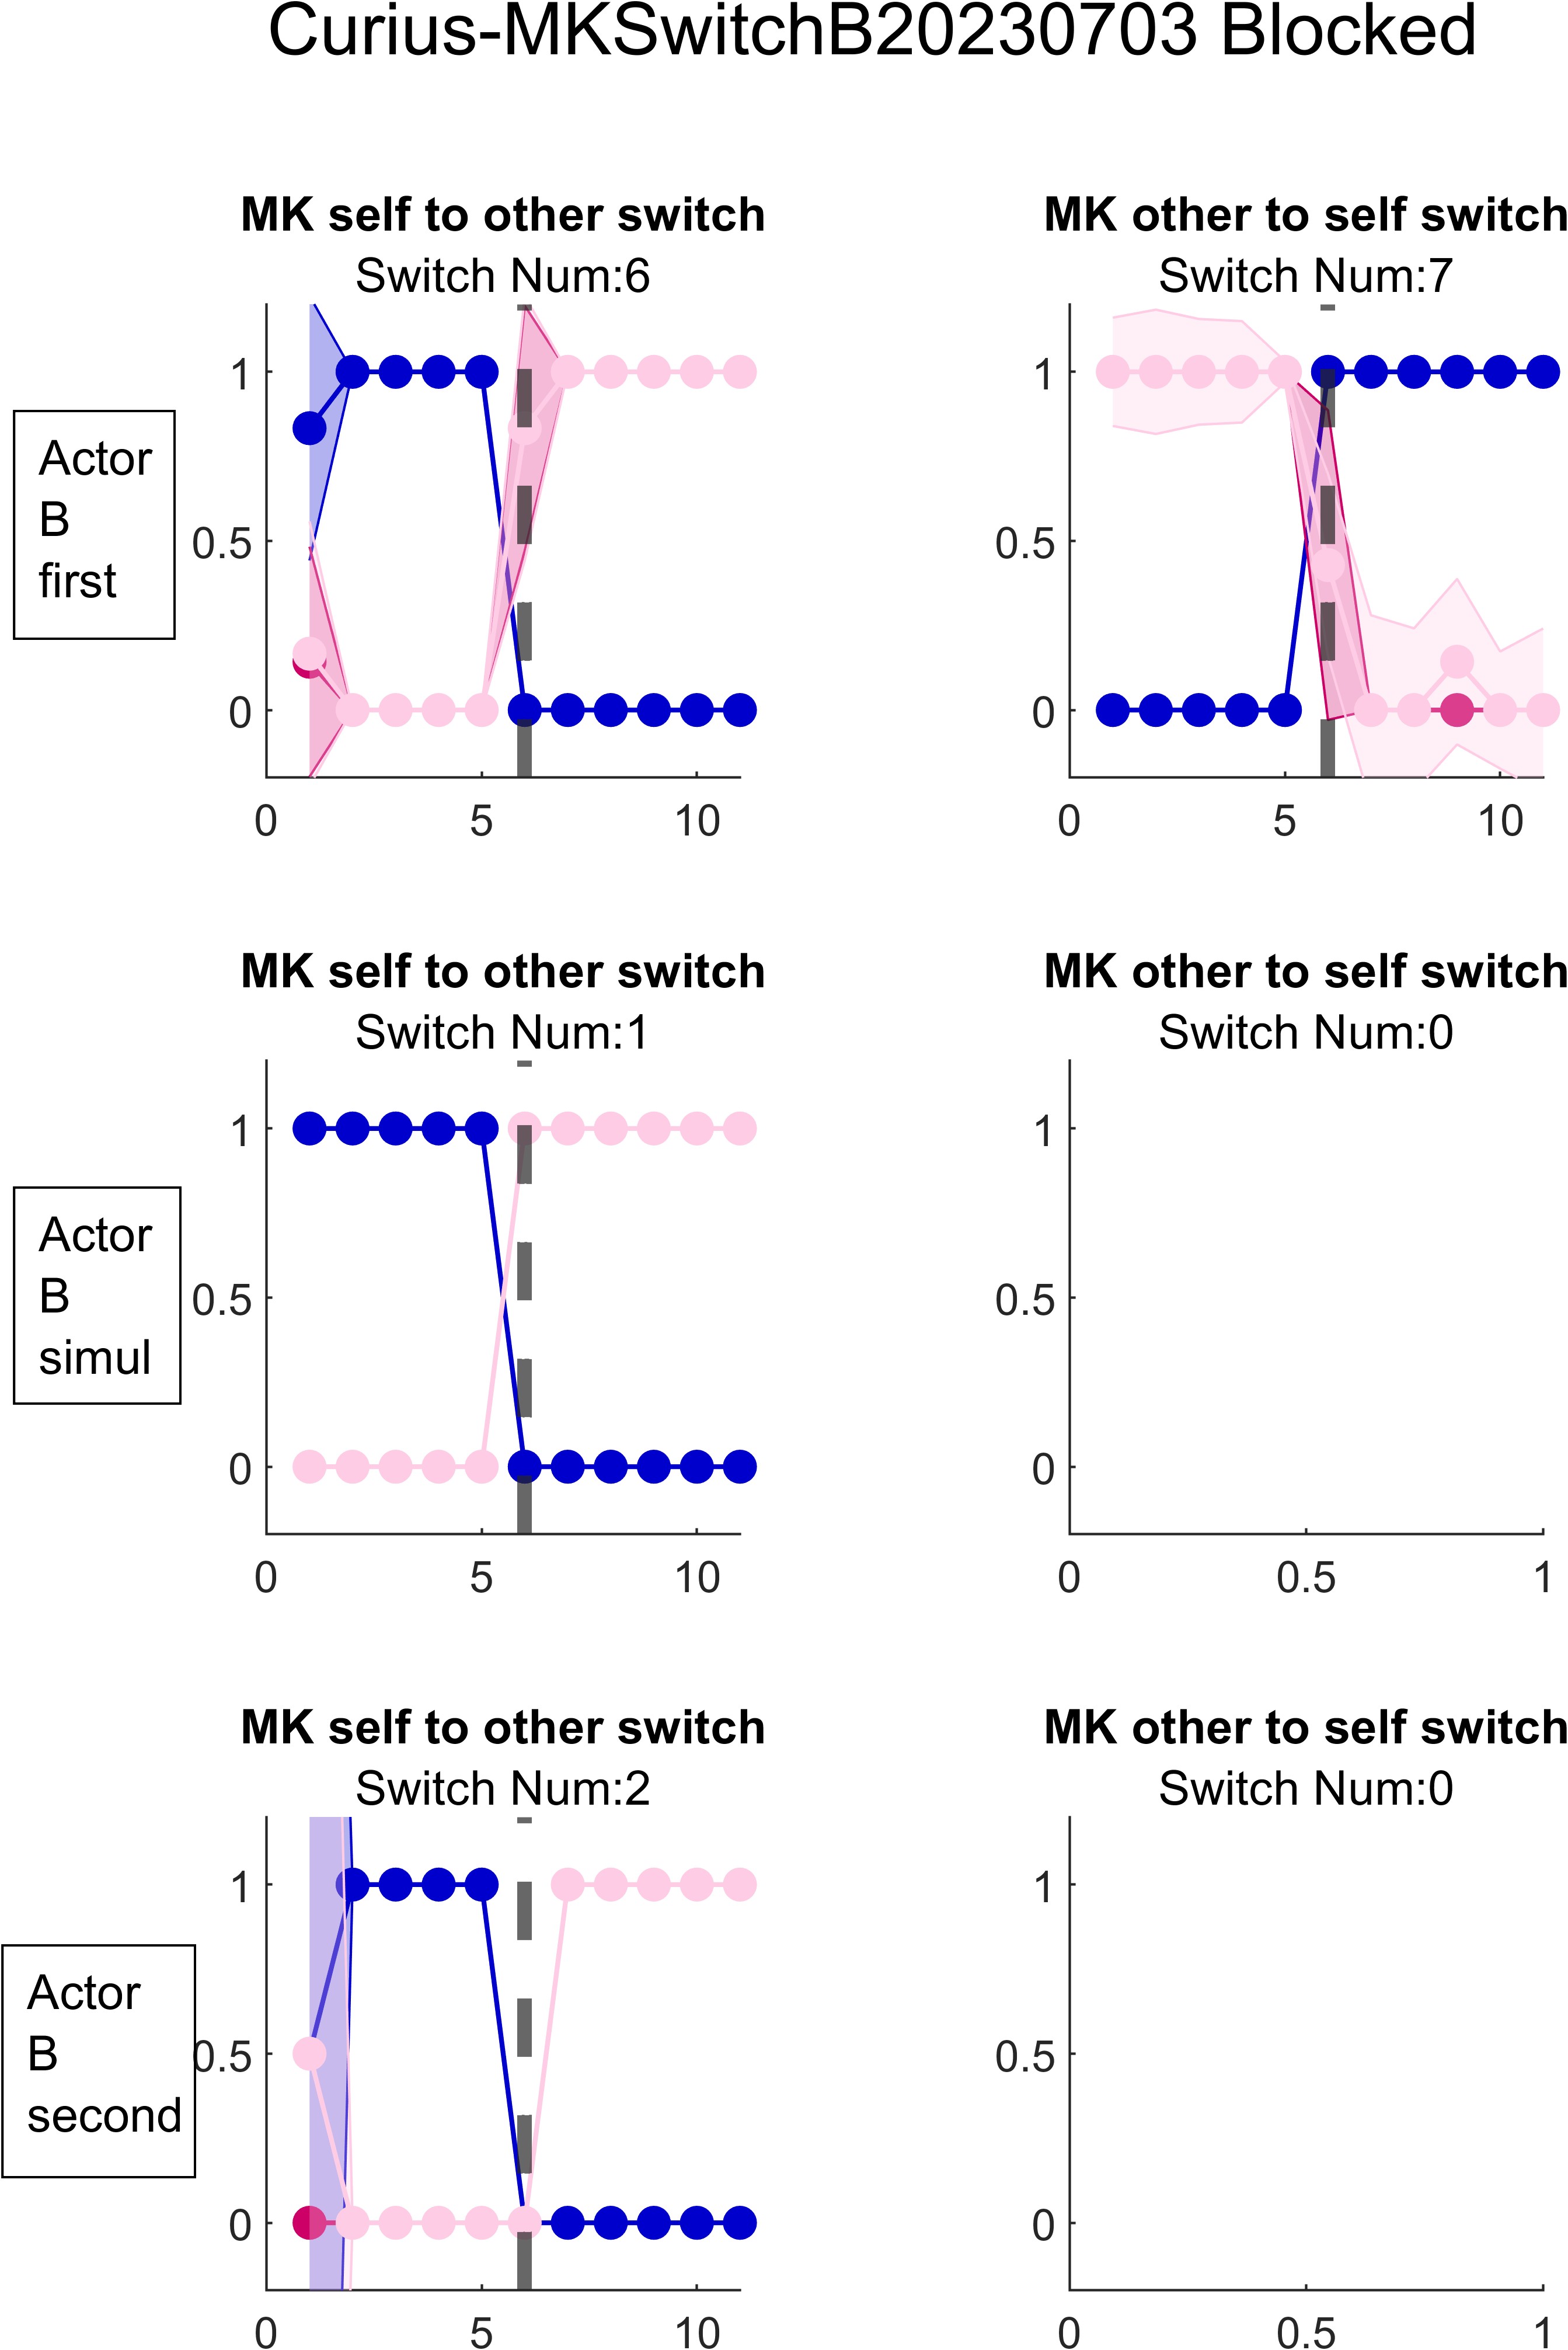 Curius-MKSwitchB20230703 Blocked
MK self to other switch
Switch Num:6
1
0.5
0
0
5
10
MK other to self switch
Switch Num:7
1
0.5
0
0
5
10
Actor
B
first
MK self to other switch
Switch Num:1
1
0.5
0
0
5
10
MK other to self switch
Switch Num:0
1
0.5
0
0
0.5
1
Actor
B
simul
MK self to other switch
Switch Num:2
1
0.5
0
0
5
10
MK other to self switch
Switch Num:0
1
0.5
0
0
0.5
1
Actor
B
second